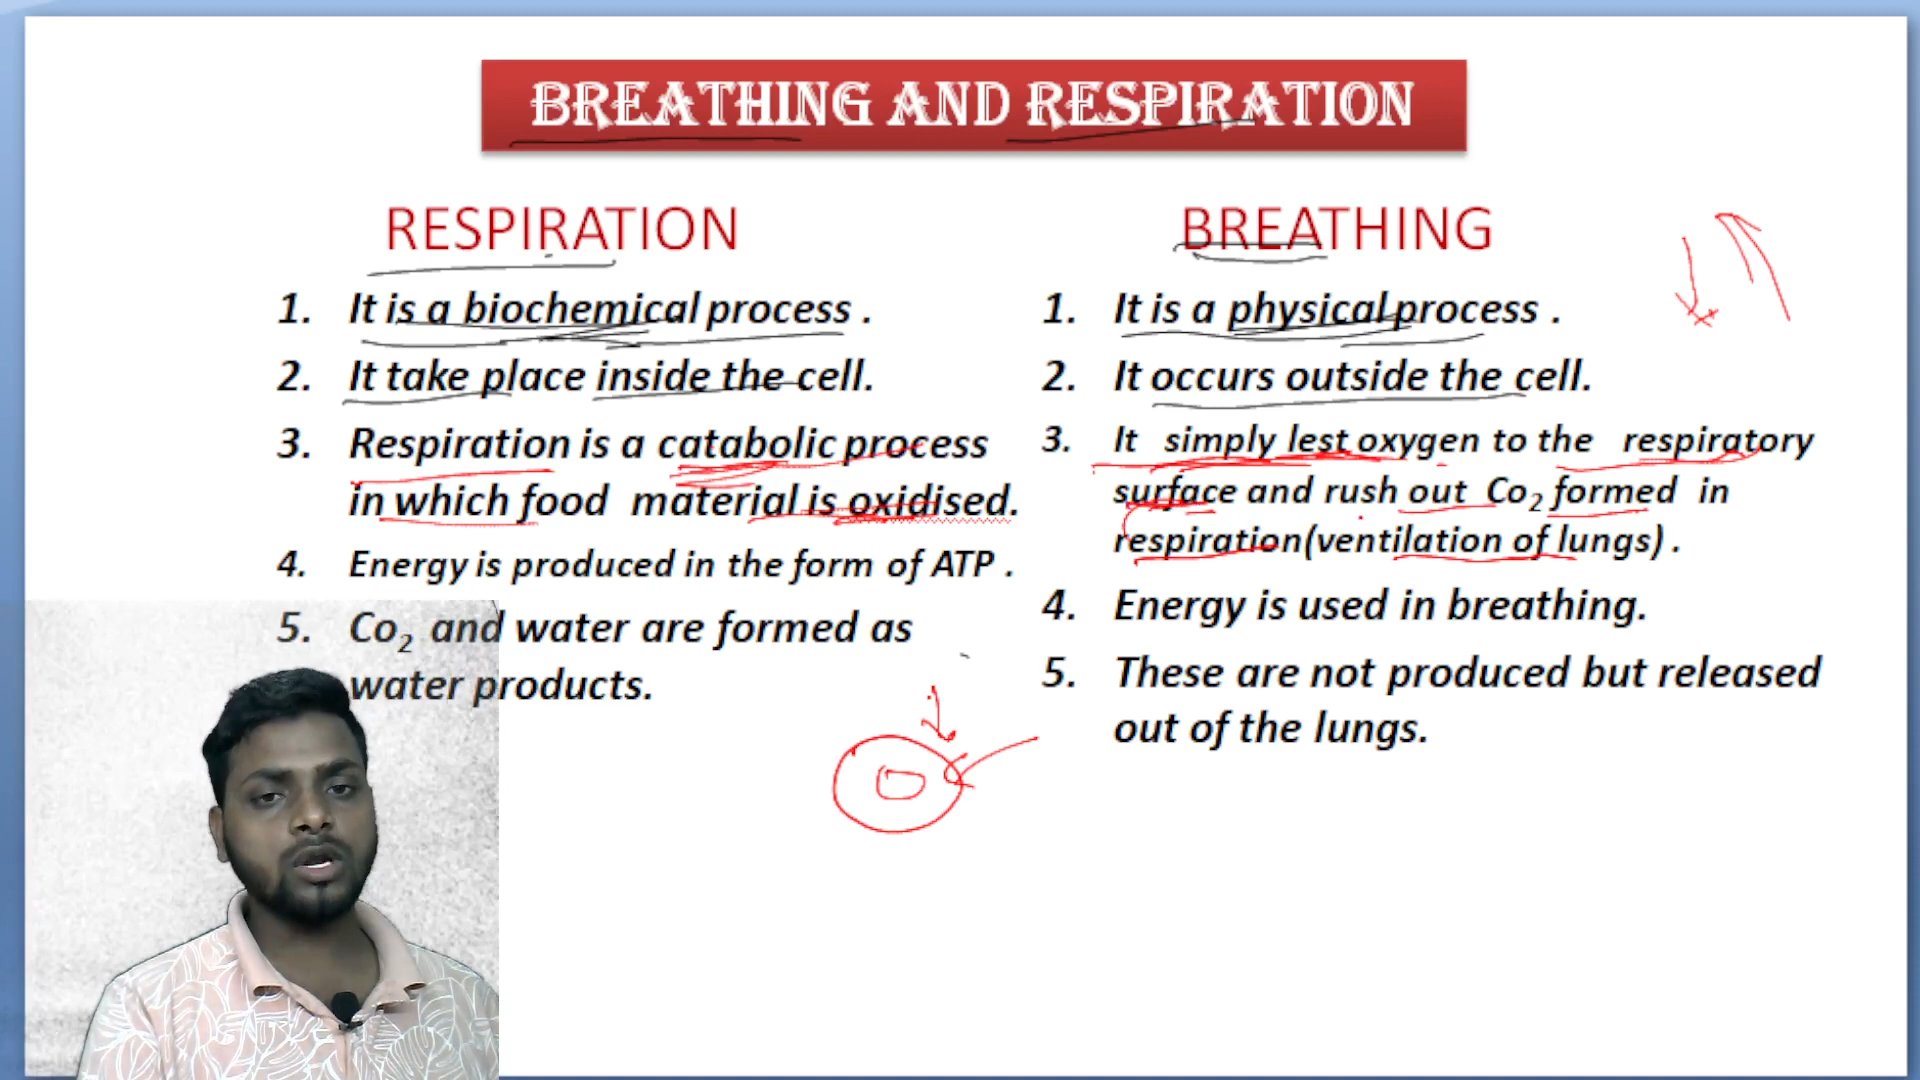 BREATHING AND RESPIRATION
RESPIRATION
1. It is a biochemical process .
2. It take place inside the cell.
3. Respiration is a catabolic process
in which food material is oxidised.
4. Energy is produced in the form of ATP .
5. Co₂ and water are formed as
water products.
BREATHING
1. It is a physical process .
2. It occurs outside the cell.
3. It simply lest oxygen to the respiratory
surface and rush out Co₂ formed in
respiration(ventilation of lungs) .
4. Energy is used in breathing.
5. These are not produced but released
out of the lungs.